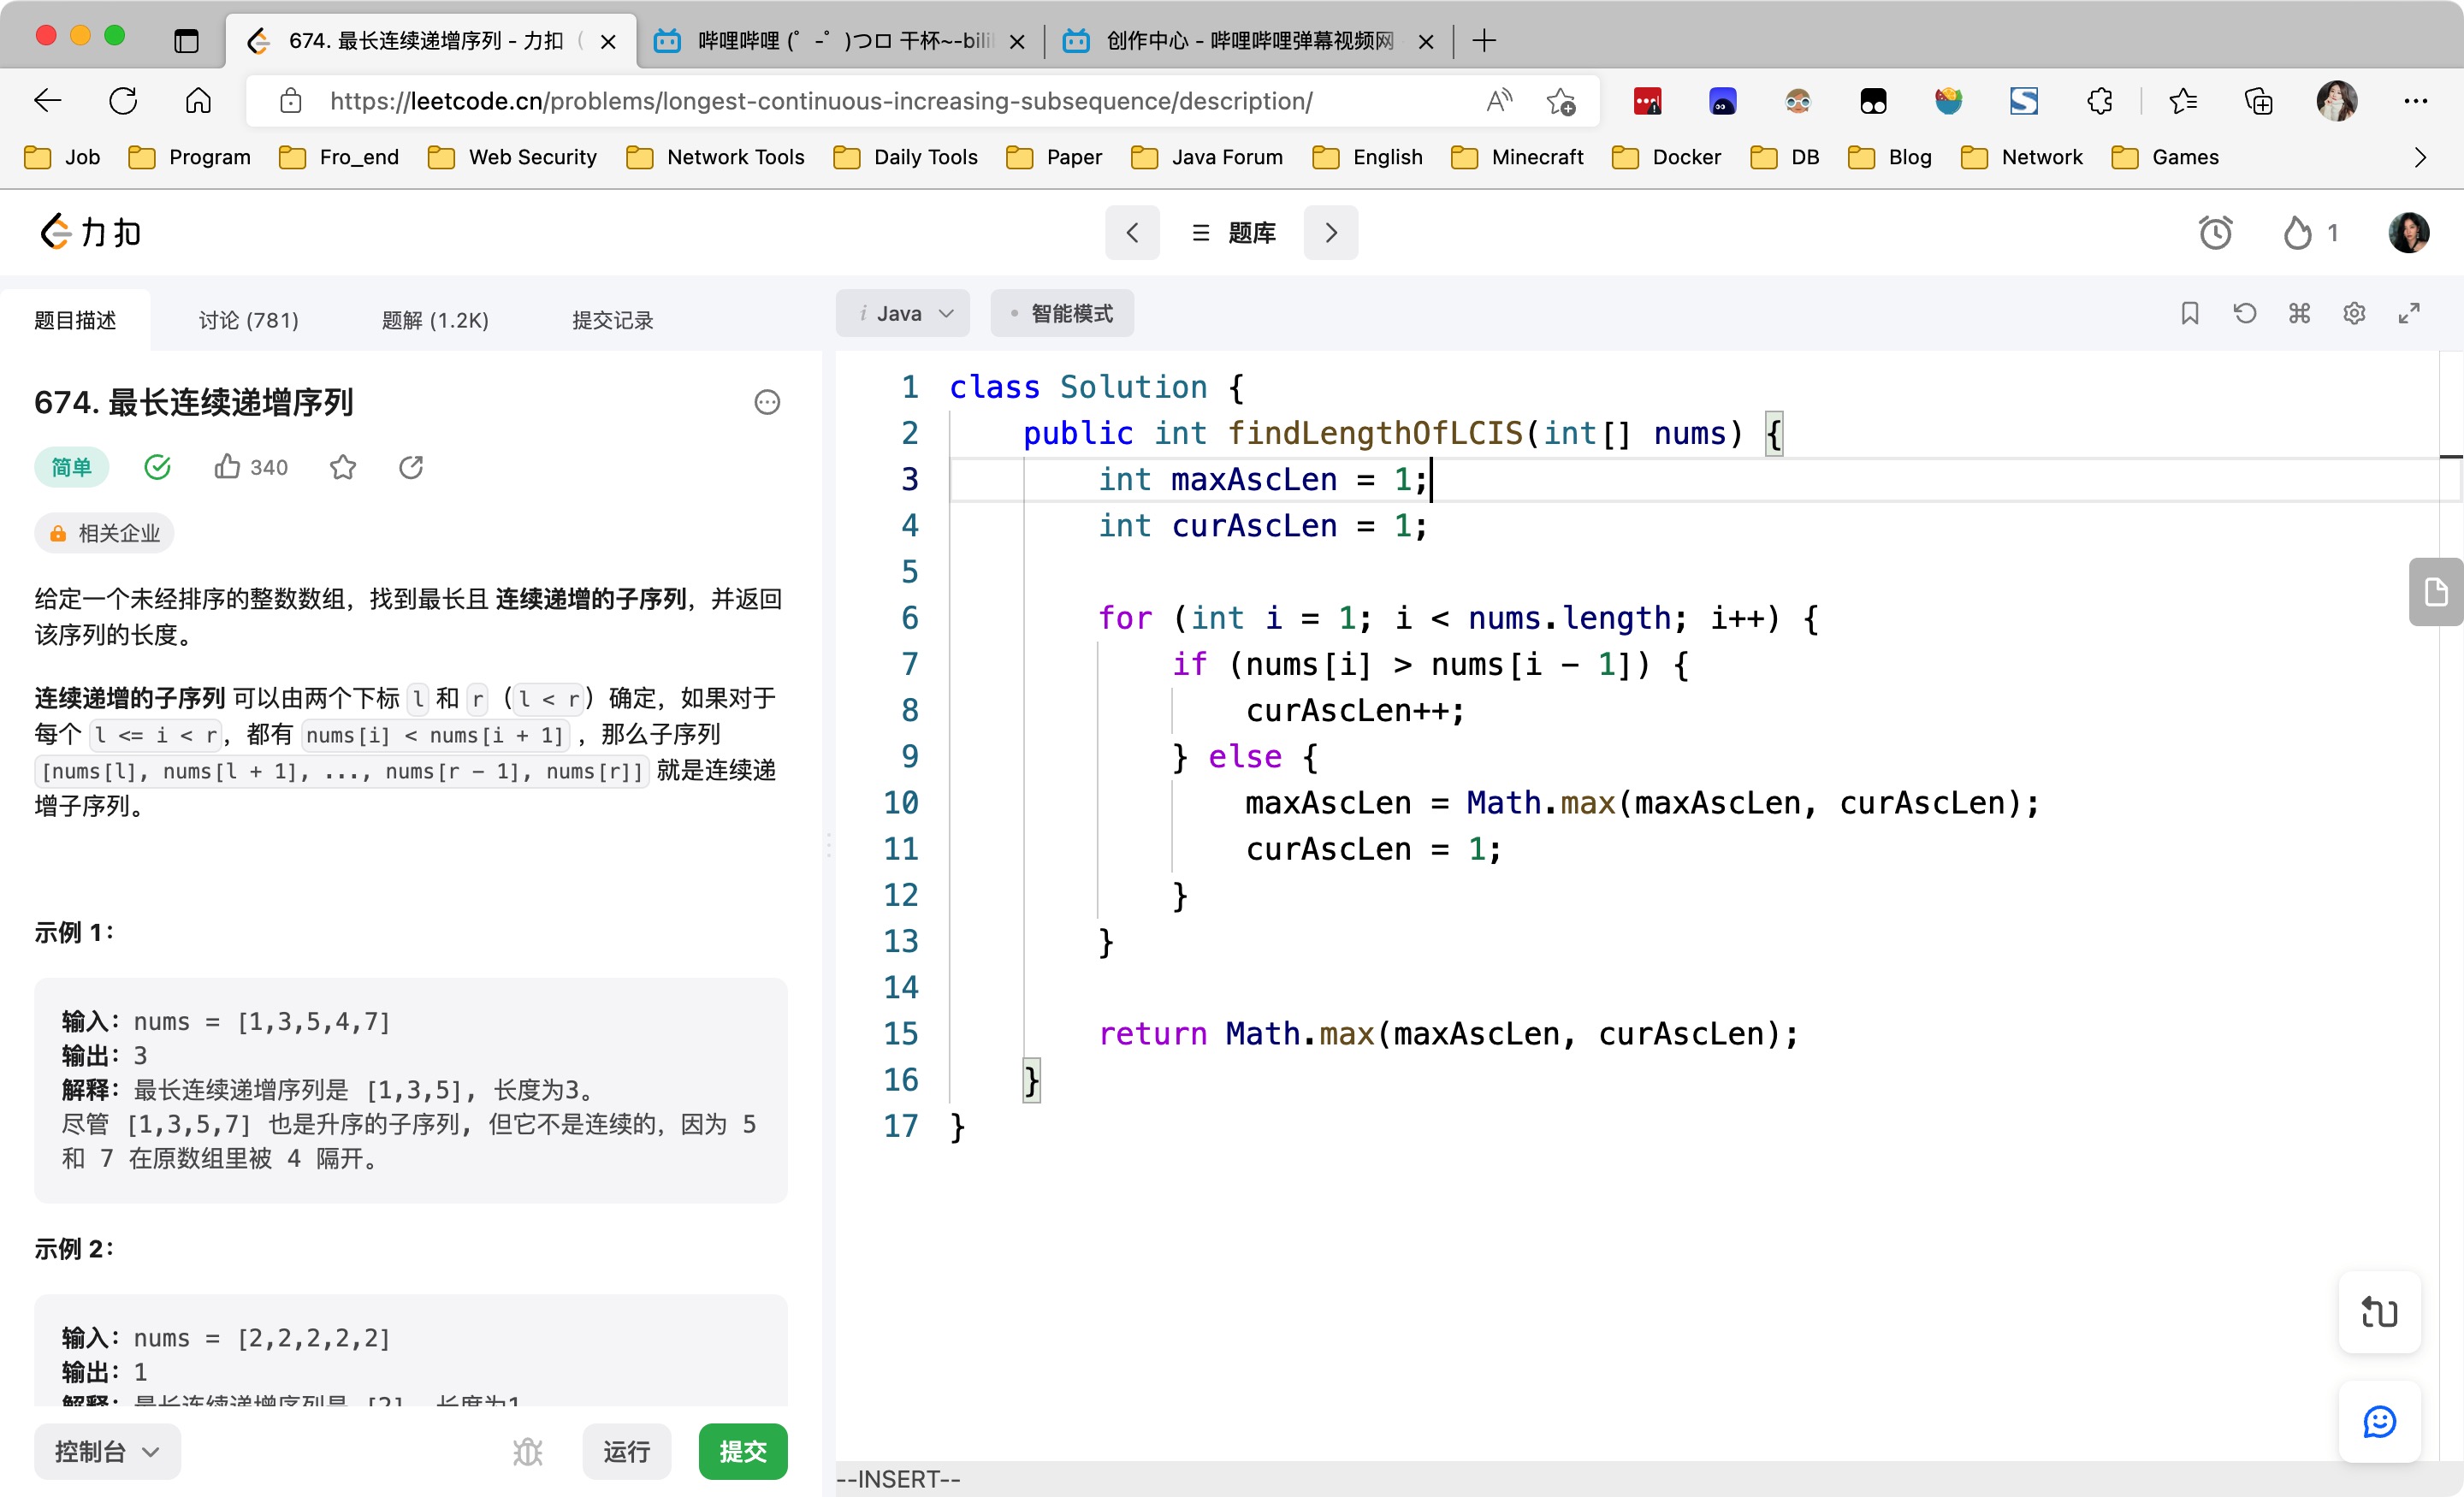 674. 最长连续递增序列 - 力扣（
哔哩哔哩 (゜-゜)つロ 干杯~-bili
创作中心 - 哔哩哔哩弹幕视频网
https://leetcode.cn/problems/longest-continuous-increasing-subsequence/description/
Job Program Fro_end Web Security Network Tools Daily Tools Paper Java Forum English Minecraft Docker DB Blog Network Games
力扣
题库
1
题目描述 讨论 (781) 题解 (1.2K) 提交记录
674. 最长连续递增序列
简单 340
相关企业
给定一个未经排序的整数数组，找到最长且 连续递增的子序列，并返回
该序列的长度。
连续递增的子序列 可以由两个下标 l 和 r（l < r）确定，如果对于
每个 l <= i < r，都有 nums[i] < nums[i + 1] ，那么子序列
[nums[l], nums[l + 1], ..., nums[r - 1], nums[r]] 就是连续递
增子序列。
示例 1：
输入：nums = [1,3,5,4,7]
输出：3
解释：最长连续递增序列是 [1,3,5], 长度为3。
尽管 [1,3,5,7] 也是升序的子序列, 但它不是连续的，因为 5
和 7 在原数组里被 4 隔开。
示例 2：
输入：nums = [2,2,2,2,2]
输出：1
解释：最长连续递增序列是 [2], 长度为1
控制台 运行 提交
i Java 智能模式
1 class Solution {
2 public int findLengthOfLCIS(int[] nums) {
3 int maxAscLen = 1;
4 int curAscLen = 1;
5
6 for (int i = 1; i < nums.length; i++) {
7 if (nums[i] > nums[i - 1]) {
8 curAscLen++;
9 } else {
10 maxAscLen = Math.max(maxAscLen, curAscLen);
11 curAscLen = 1;
12 }
13 }
14
15 return Math.max(maxAscLen, curAscLen);
16 }
17 }
--INSERT--